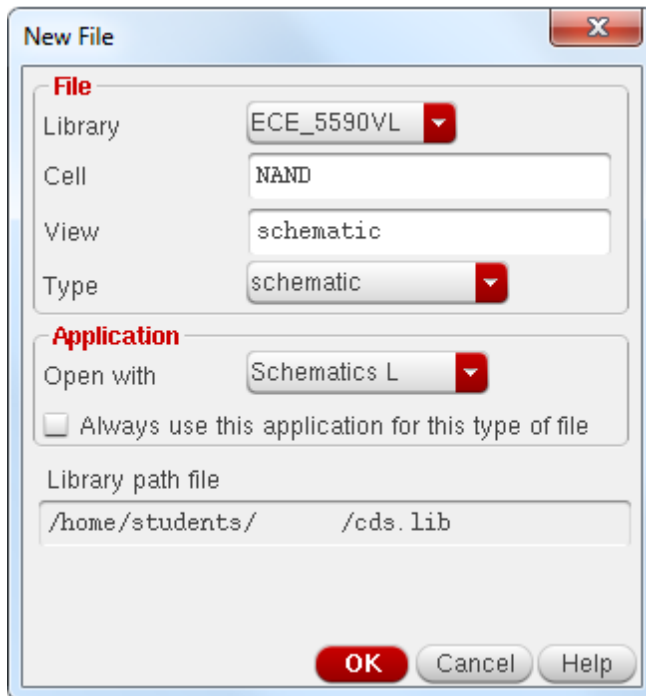 New File
File
Library ECE_5590VL
Cell NAND
View schematic
Type schematic
Application
Open with Schematics L
Always use this application for this type of file
Library path file
/home/students/ /cds.lib
OK Cancel Help